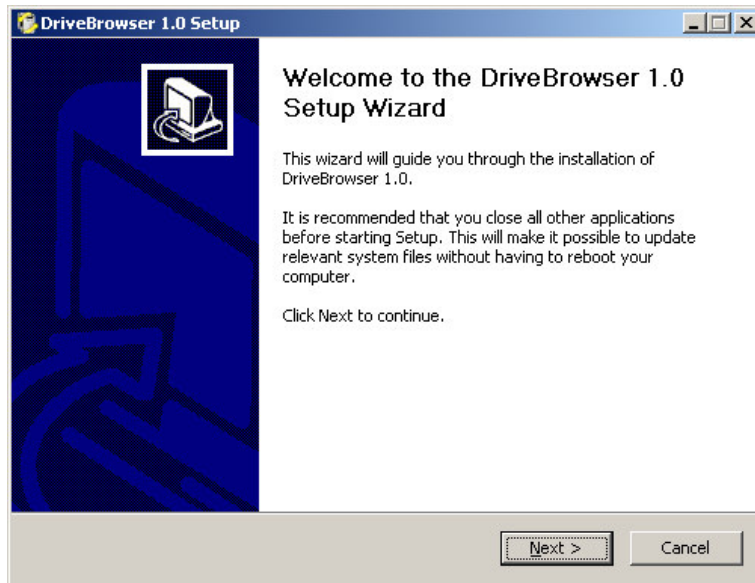 DriveBrowser 1.0 Setup
Welcome to the DriveBrowser 1.0
Setup Wizard
This wizard will guide you through the installation of
DriveBrowser 1.0.
It is recommended that you close all other applications
before starting Setup. This will make it possible to update
relevant system files without having to reboot your
computer.
Click Next to continue.
Next >
Cancel